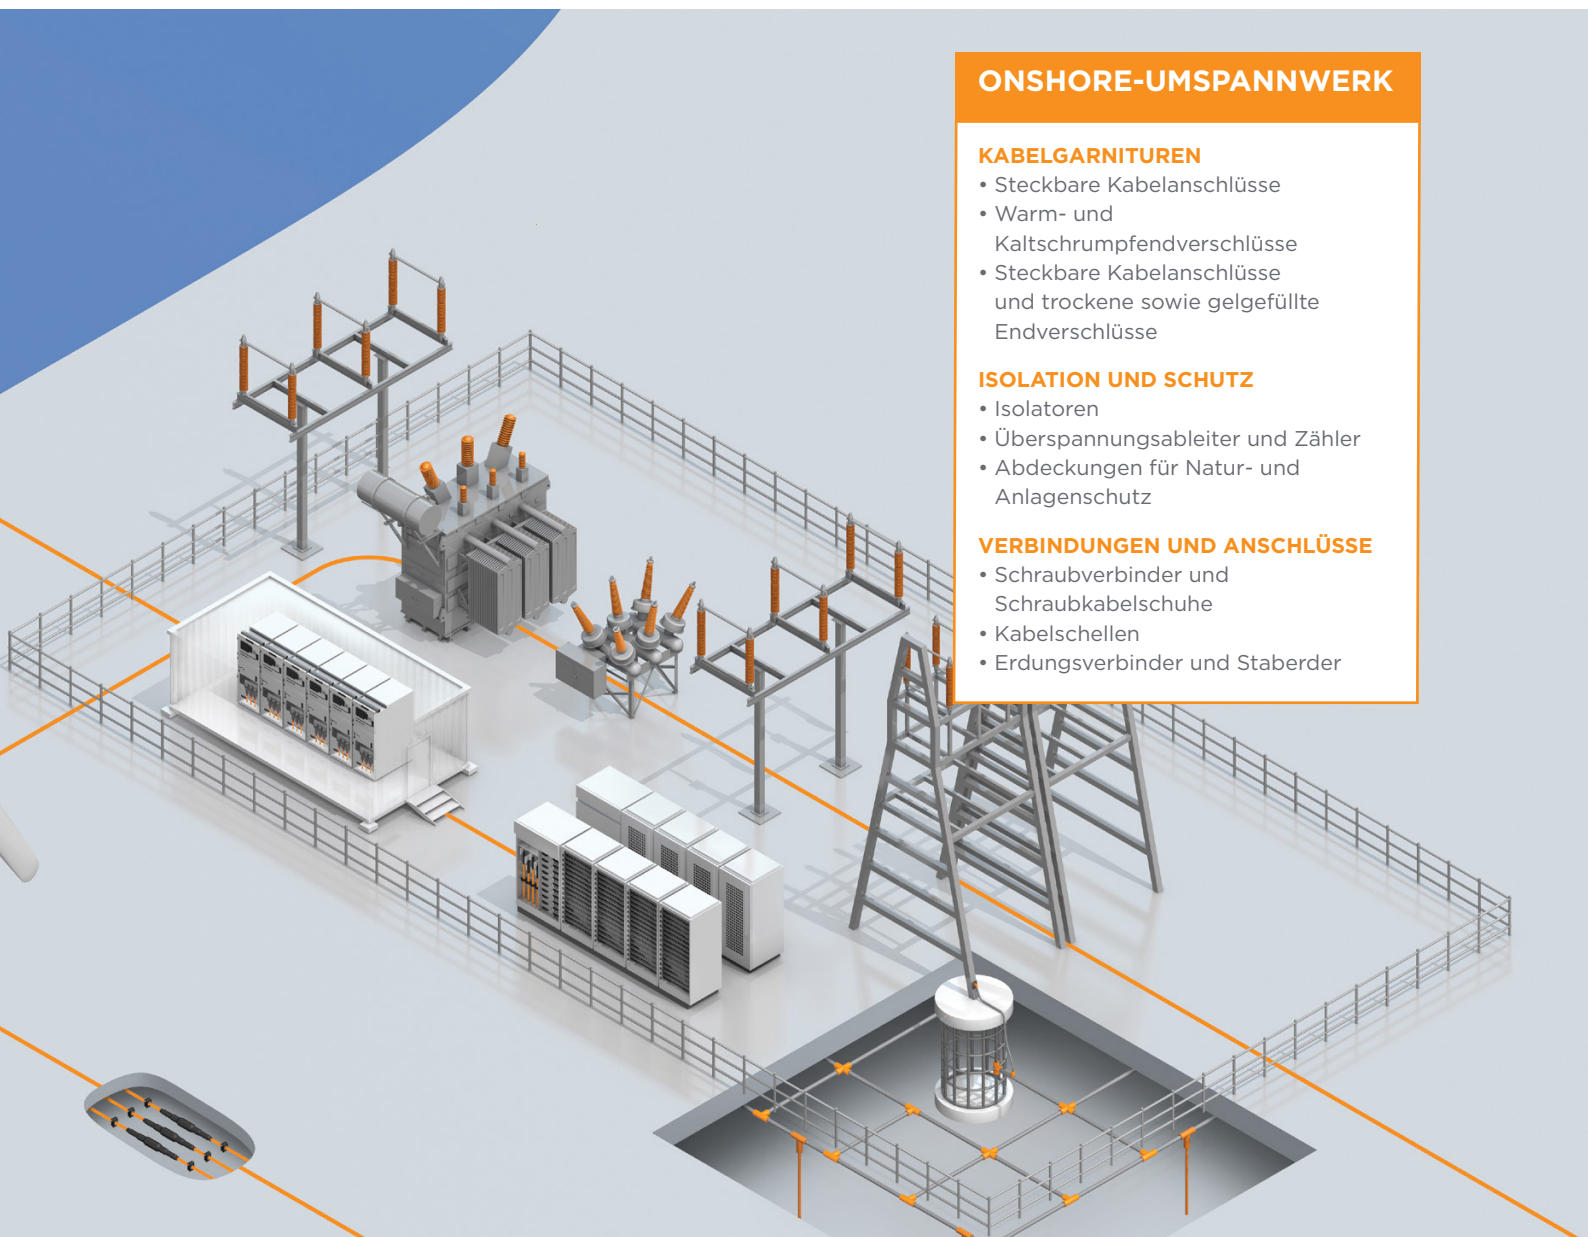 ONSHORE-UMSPANNWERK
KABELGARNITUREN
• Steckbare Kabelanschlüsse
• Warm- und
Kaltschrumpfendverschlüsse
• Steckbare Kabelanschlüsse
und trockene sowie gelgefüllte
Endverschlüsse
ISOLATION UND SCHUTZ
• Isolatoren
• Überspannungsableiter und Zähler
• Abdeckungen für Natur- und
Anlagenschutz
VERBINDUNGEN UND ANSCHLÜSSE
• Schraubverbinder und
Schraubkabelschuhe
• Kabelschellen
• Erdungsverbinder und Staberder